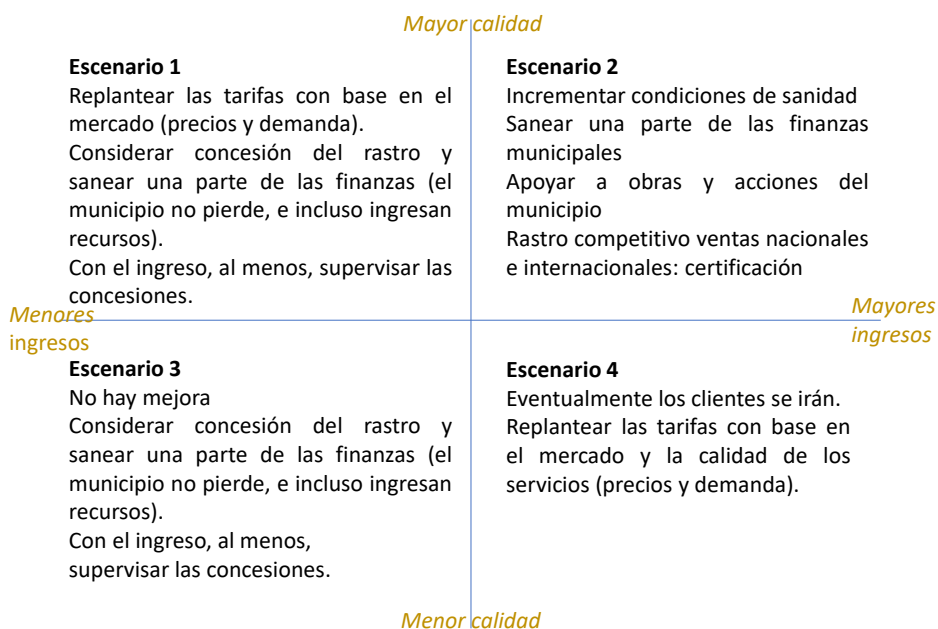 Mayor calidad
Escenario 1
Replantear las tarifas con base en el
mercado (precios y demanda).
Considerar concesión del rastro y
sanear una parte de las finanzas (el
municipio no pierde, e incluso ingresan
recursos).
Con el ingreso, al menos, supervisar las
concesiones.
Escenario 2
Incrementar condiciones de sanidad
Sanear una parte de las finanzas
municipales
Apoyar a obras y acciones del
municipio
Rastro competitivo ventas nacionales
e internacionales: certificación
Menores
ingresos
Mayores
ingresos
Escenario 3
No hay mejora
Considerar concesión del rastro y
sanear una parte de las finanzas (el
municipio no pierde, e incluso ingresan
recursos).
Con el ingreso, al menos,
supervisar las concesiones.
Escenario 4
Eventualmente los clientes se irán.
Replantear las tarifas con base en
el mercado y la calidad de los
servicios (precios y demanda).
Menor calidad